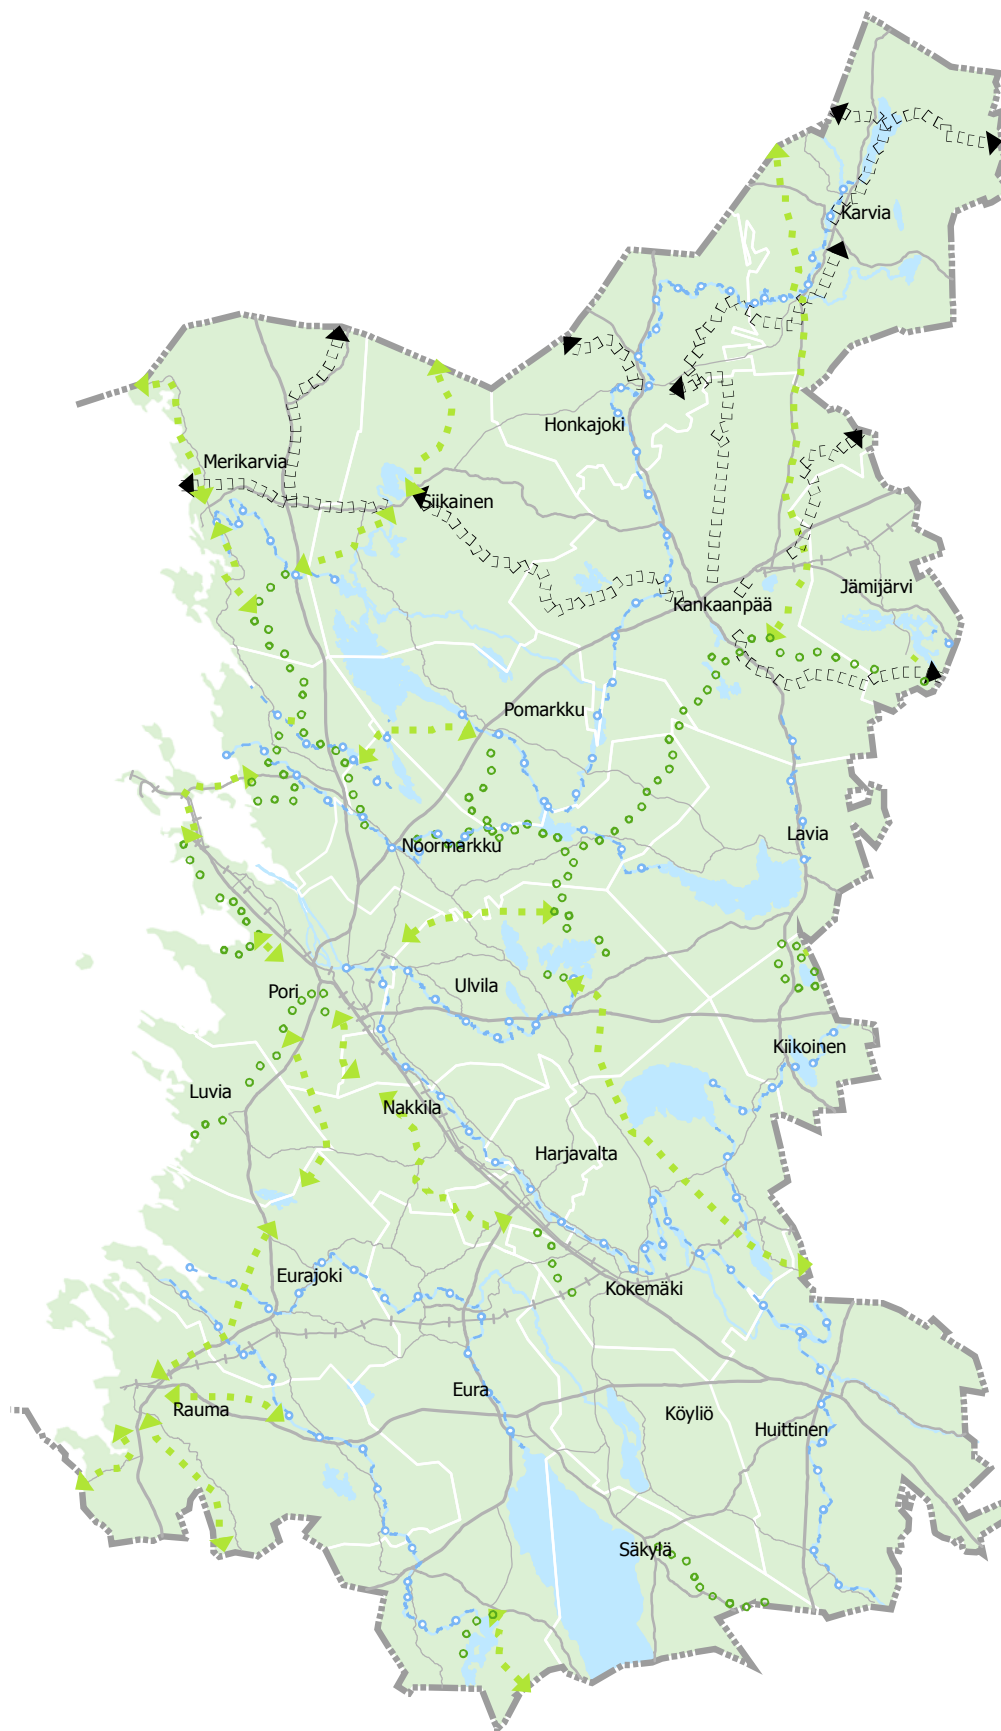 Karvia
Honkajoki
Merikarvia
Siikainen
Jämijärvi
Kankaanpää
Pomarkku
Lavia
Noormarkku
Ulvila
Pori
Kiikoinen
Luvia
Nakkila
Harjavalta
Eurajoki
Kokemäki
Eura
Rauma
Köyliö
Huittinen
Säkylä